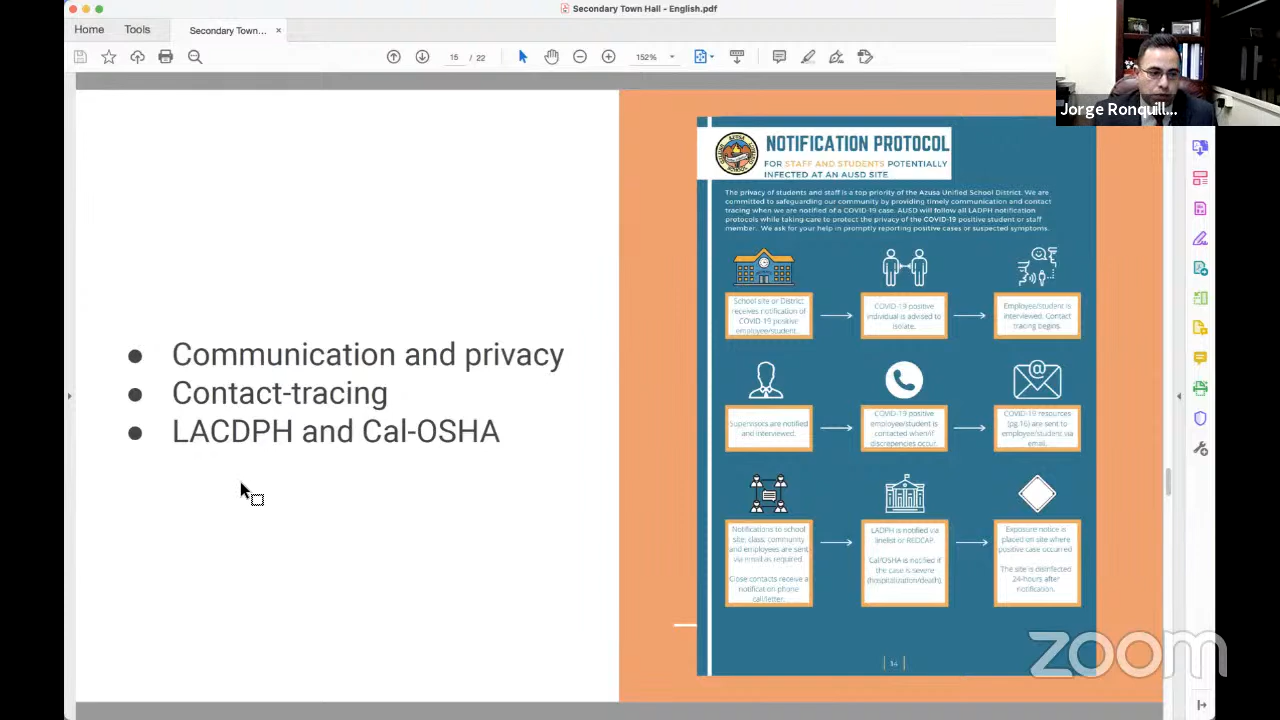 Secondary Town Hall - English.pdf
Home
Tools
Secondary Town...
×
15 / 22
152%
Jorge Ronquill...
Communication and privacy
Contact-tracing
LACDPH and Cal-OSHA
NOTIFICATION PROTOCOL
FOR STAFF AND STUDENTS POTENTIALLY
INFECTED AT AN AUSD SITE
The privacy of students and staff is a top priority of the Azusa Unified School District. We are
committed to safeguarding our community by providing timely communication and contact
tracing when we are notified of a COVID-19 case. AUSD will follow all LADPH notification
protocols while taking care to protect the privacy of the COVID-19 positive student or staff
member. We ask for your help in promptly reporting positive cases or suspected symptoms.
School site or District
receives notification of
COVID-19 positive
employee/student.
COVID-19 positive
individual is advised to
isolate.
Employee/student is
interviewed. Contact
tracing begins.
Supervisors are notified
and interviewed.
COVID-19 positive
employee/student is
contacted when/if
discrepancies occur.
COVID-19 resources
(pg.16) are sent to
employee/student via
email.
Notifications to school
site, class, community
and employees are sent
via email as required.
Close contacts receive a
notification phone
call/letter.
LADPH is notified via
linelist or REDCAP.
Cal/OSHA is notified if
the case is severe
(hospitalization/death)
Exposure notice is
placed on site where
positive case occurred
The site is disinfected
24-hours after
notification.
14
zoom